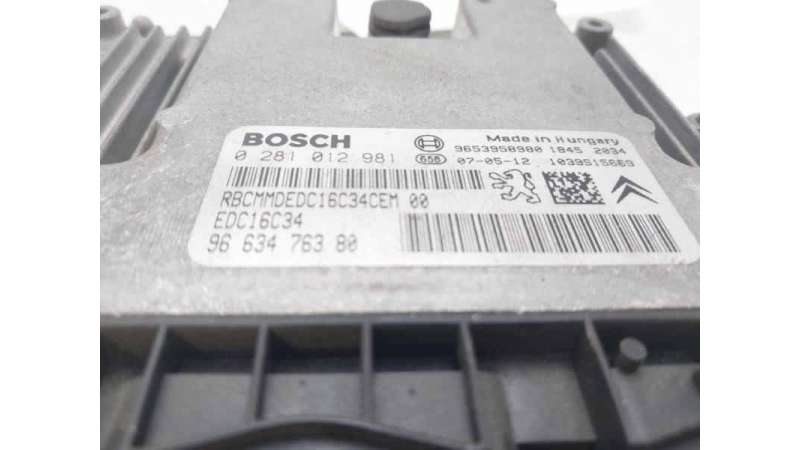 BOSCH
0 281 012 981
Made in Hungary
9653958980 1845 2034
656 07-05-12 1039S15669
RBCMMDEDC16C34CEM 00
EDC16C34
96 634 763 80